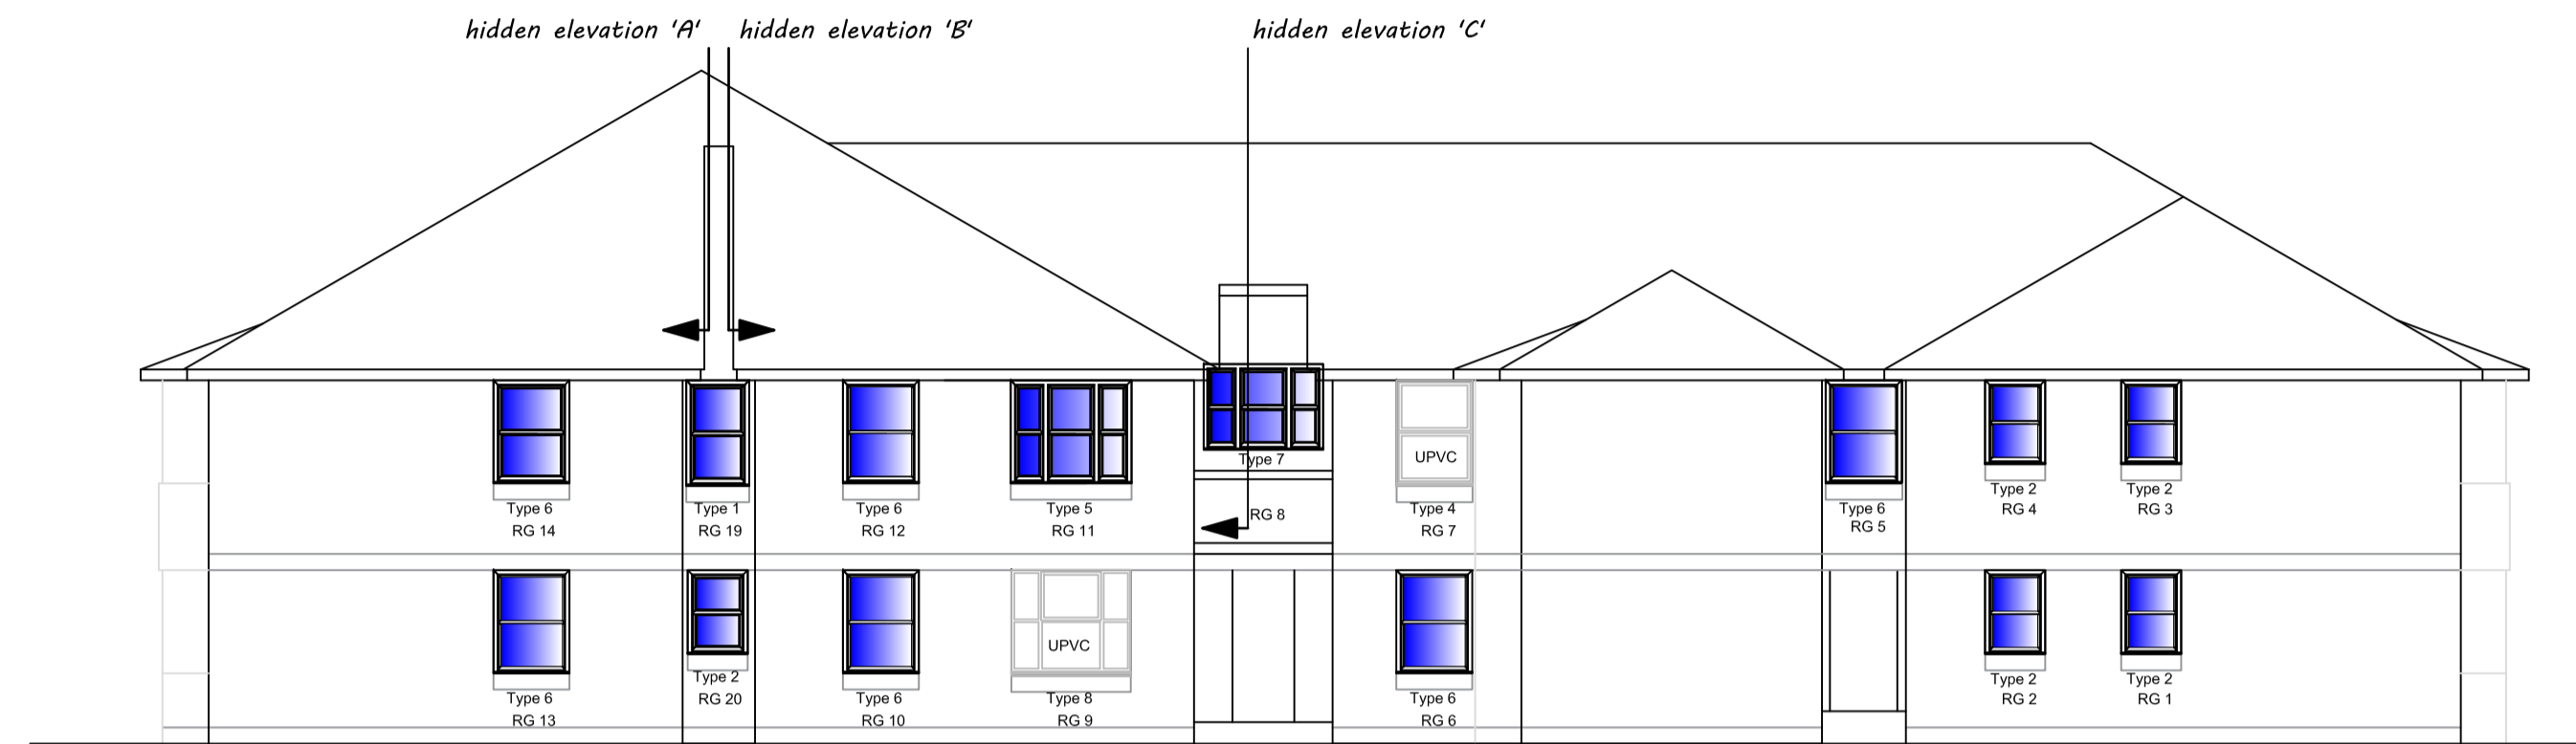 hidden elevation 'A'
hidden elevation 'B'
hidden elevation 'C'
Type 6
RG 14
Type 1
RG 19
Type 6
RG 12
Type 5
RG 11
Type 7
RG 8
UPVC
Type 4
RG 7
Type 6
RG 5
Type 2
RG 4
Type 2
RG 3
Type 6
RG 13
Type 2
RG 20
Type 6
RG 10
UPVC
Type 8
RG 9
Type 6
RG 6
Type 2
RG 2
Type 2
RG 1